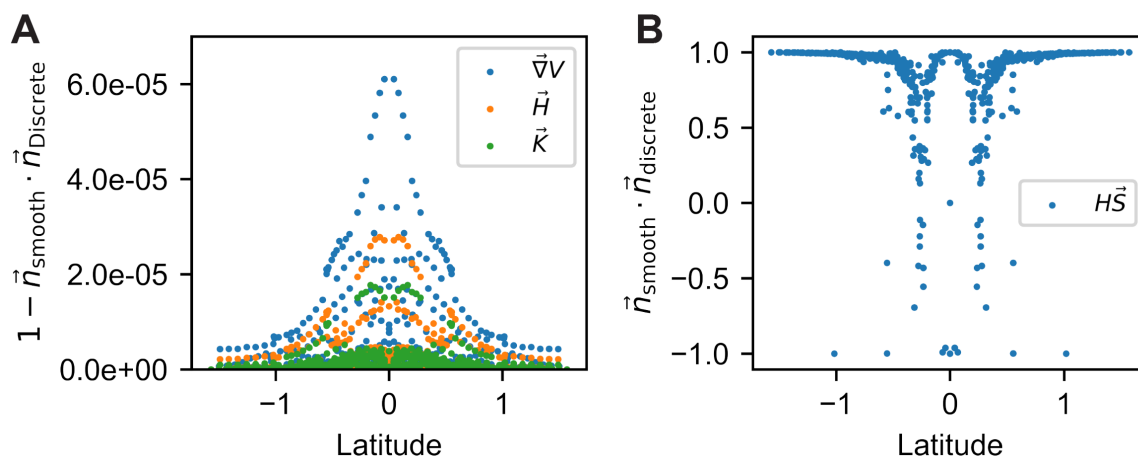 A
1 − n⃗smooth · n⃗Discrete
6.0e-05
4.0e-05
2.0e-05
0.0e+00
∇⃗V
H⃗
K⃗
−1
0
1
Latitude
B
n⃗smooth · n⃗discrete
1.0
0.5
0.0
−0.5
−1.0
HS⃗
−1
0
1
Latitude